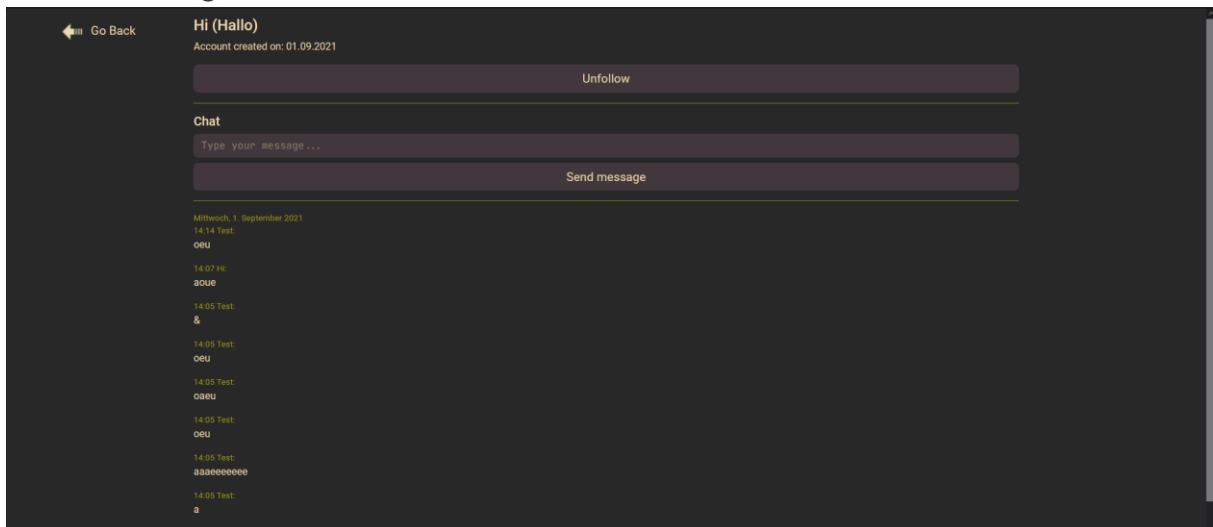 Go Back
Hi (Hallo)
Account created on: 01.09.2021
Unfollow
Chat
Type your message...
Send message
Mittwoch, 1. September 2021
14:14 Test:
oeu
14:07 Hi:
aoue
14:05 Test:
&
14:05 Test:
oeu
14:05 Test:
oaeu
14:05 Test:
oeu
14:05 Test:
aaaeeeeeee
14:05 Test:
a